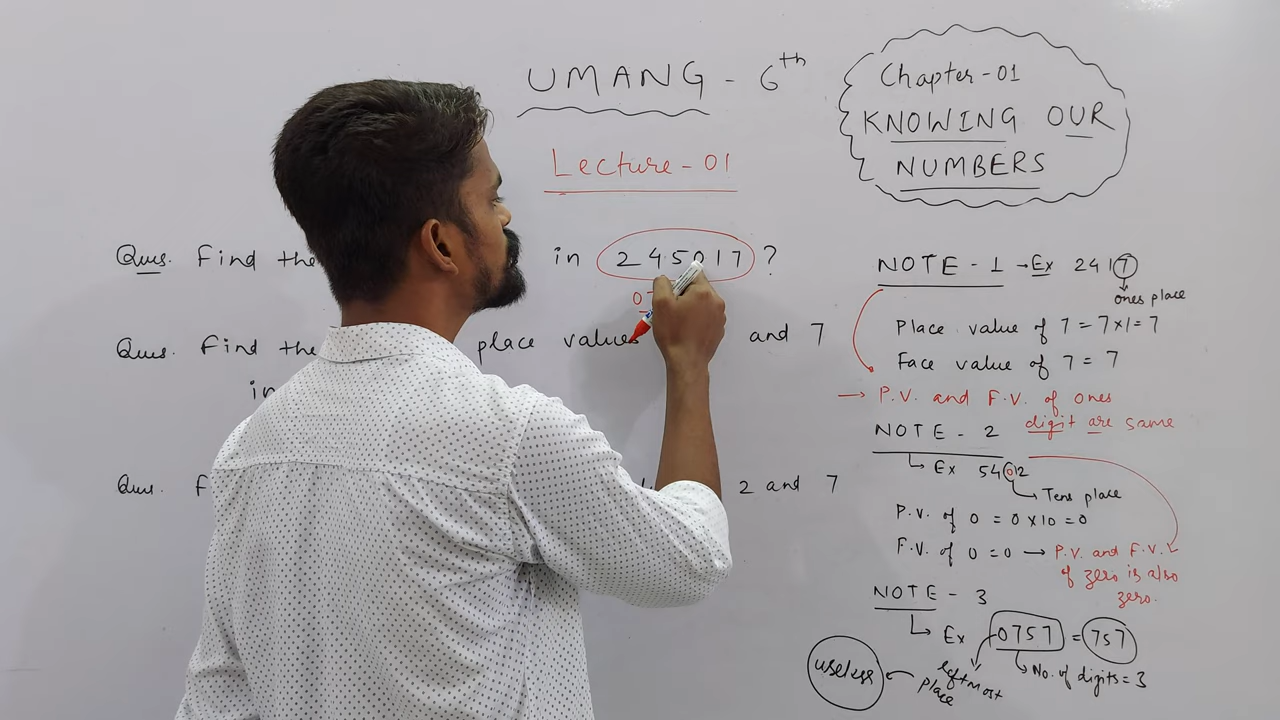 UMANG - 6th
Lecture - 01
Chapter - 01
KNOWING OUR
NUMBERS
Ques. Find the in 245017 ?
Ques. Find the place values and 7
in
Ques. F 2 and 7
NOTE - 1 → Ex 2417
ones place
Place value of 7 = 7×1 = 7
Face value of 7 = 7
→ P.V. and F.V. of ones
digit are same
NOTE - 2
Ex 54012
Tens place
P.V. of 0 = 0×10 = 0
F.V. of 0 = 0 → P.V. and F.V.
of zero is also
zero.
NOTE - 3
Ex 0757 = 757
No. of digits = 3
leftmost
place
useless